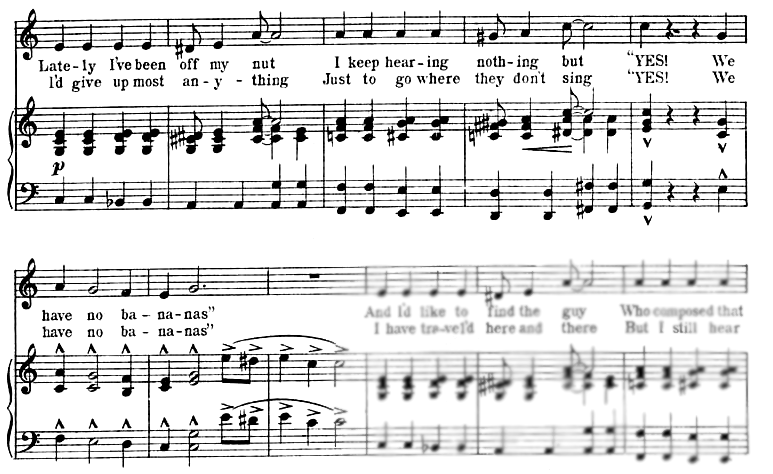 Late-ly I've been off my nut I keep hear-ing noth-ing but "YES! We
I'd give up most an-y-thing Just to go where they don't sing "YES! We
p
have no ba-na-nas" And I'd like to find the guy Who composed that
have no ba-na-nas" I have trav-el'd here and there But I still hear